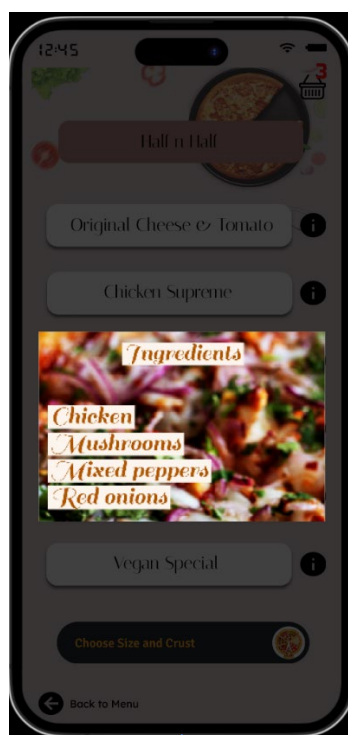 12:45
3
Half n Half
Original Cheese & Tomato
i
Chicken Supreme
i
Ingredients
Chicken
Mushrooms
Mixed peppers
Red onions
Vegan Special
i
Choose Size and Crust
Back to Menu